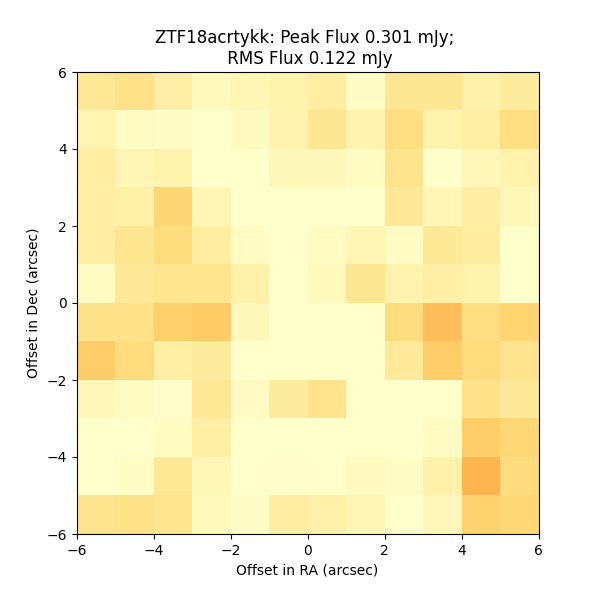 ZTF18acrtykk: Peak Flux 0.301 mJy;
RMS Flux 0.122 mJy
6
4
2
0
−2
−4
−6
Offset in Dec (arcsec)
−6 −4 −2 0 2 4 6
Offset in RA (arcsec)